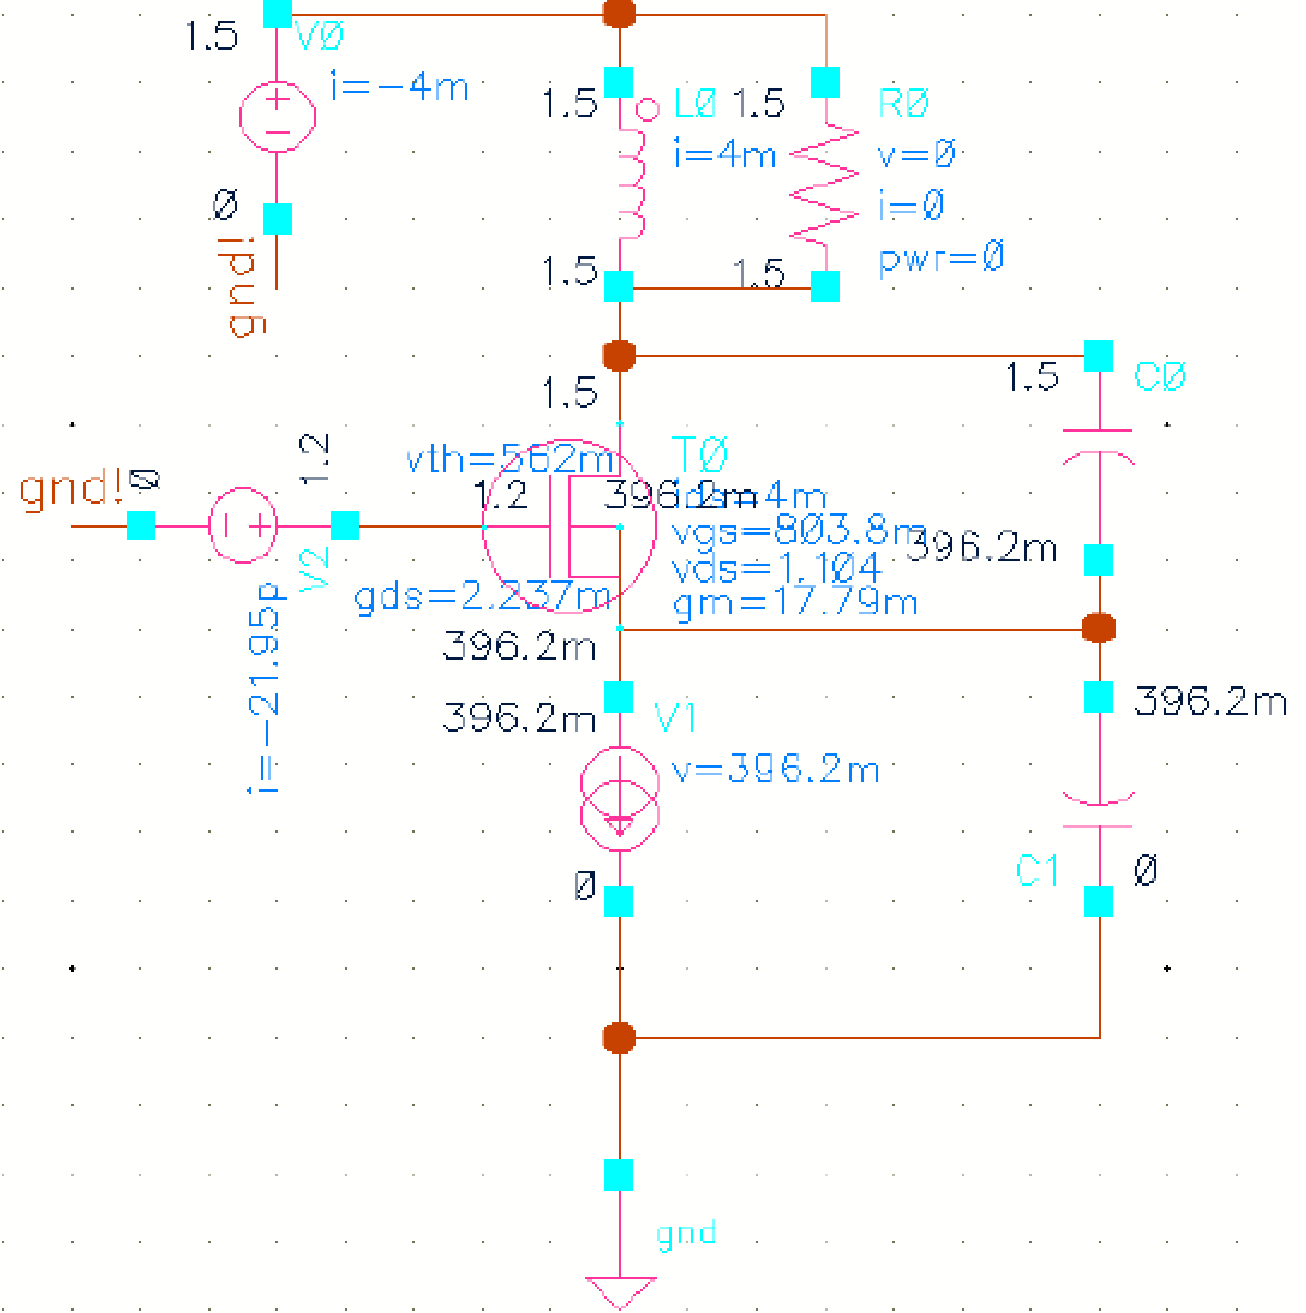 1.5
V0
i=-4m
0
gnd!
1.5
L0
i=4m
1.5
1.5
R0
v=0
i=0
pwr=0
1.5
1.5
1.5
C0
396.2m
vth=562m
T0
ids=4m
vgs=803.8m
vds=1.104
gm=17.79m
1.2
396.2m
gds=2.237m
gnd!
0
1.2
V2
i=-21.95p
396.2m
396.2m
V1
v=396.2m
0
396.2m
C1
0
gnd